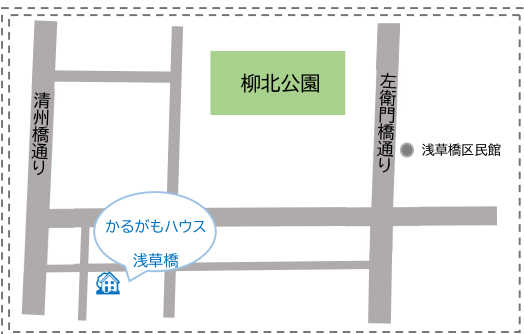 柳北公園
清州橋通り
左衛門橋通り
浅草橋区民館
かるがもハウス
浅草橋